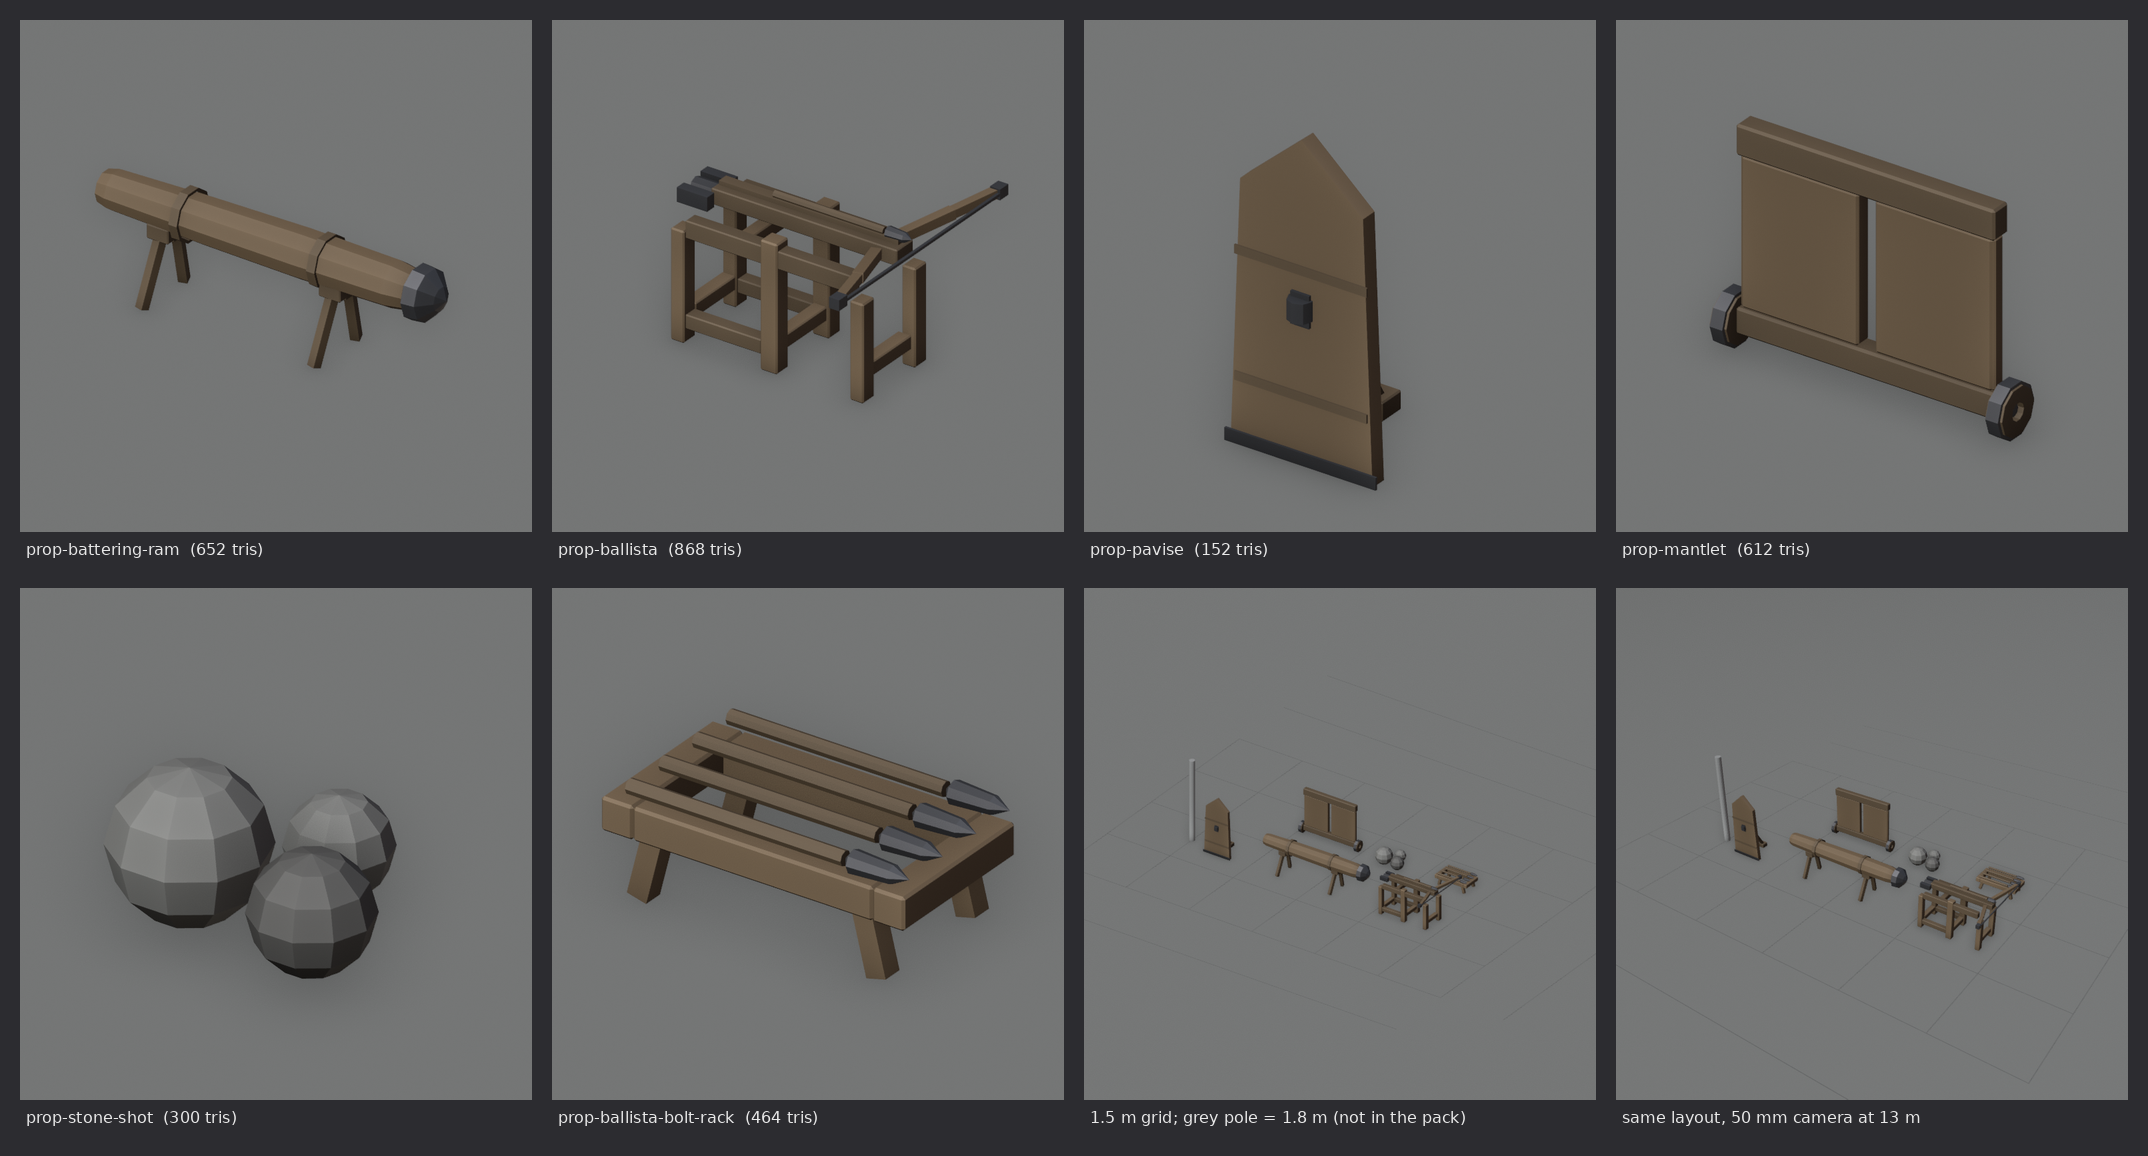 prop-battering-ram (652 tris)
prop-ballista (868 tris)
prop-pavise (152 tris)
prop-mantlet (612 tris)
prop-stone-shot (300 tris)
prop-ballista-bolt-rack (464 tris)
1.5 m grid; grey pole = 1.8 m (not in the pack)
same layout, 50 mm camera at 13 m